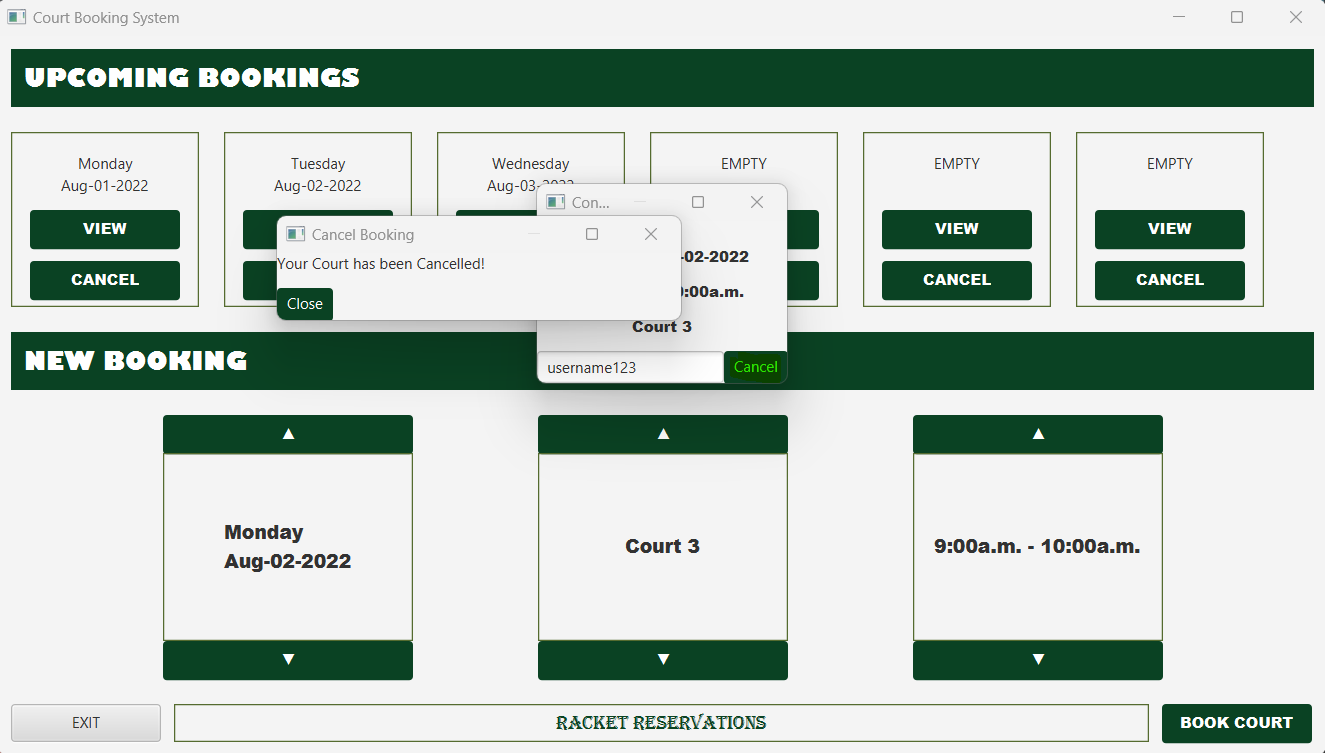 Court Booking System
UPCOMING BOOKINGS
Monday
Aug-01-2022
VIEW
CANCEL
Tuesday
Aug-02-2022
Wednesday
Aug-03-2022
EMPTY
EMPTY
VIEW
CANCEL
EMPTY
VIEW
CANCEL
Con...
-02-2022
:00a.m.
Court 3
username123
Cancel
Cancel Booking
Your Court has been Cancelled!
Close
NEW BOOKING
▲
Monday
Aug-02-2022
▼
▲
Court 3
▼
▲
9:00a.m. - 10:00a.m.
▼
EXIT
RACKET RESERVATIONS
BOOK COURT